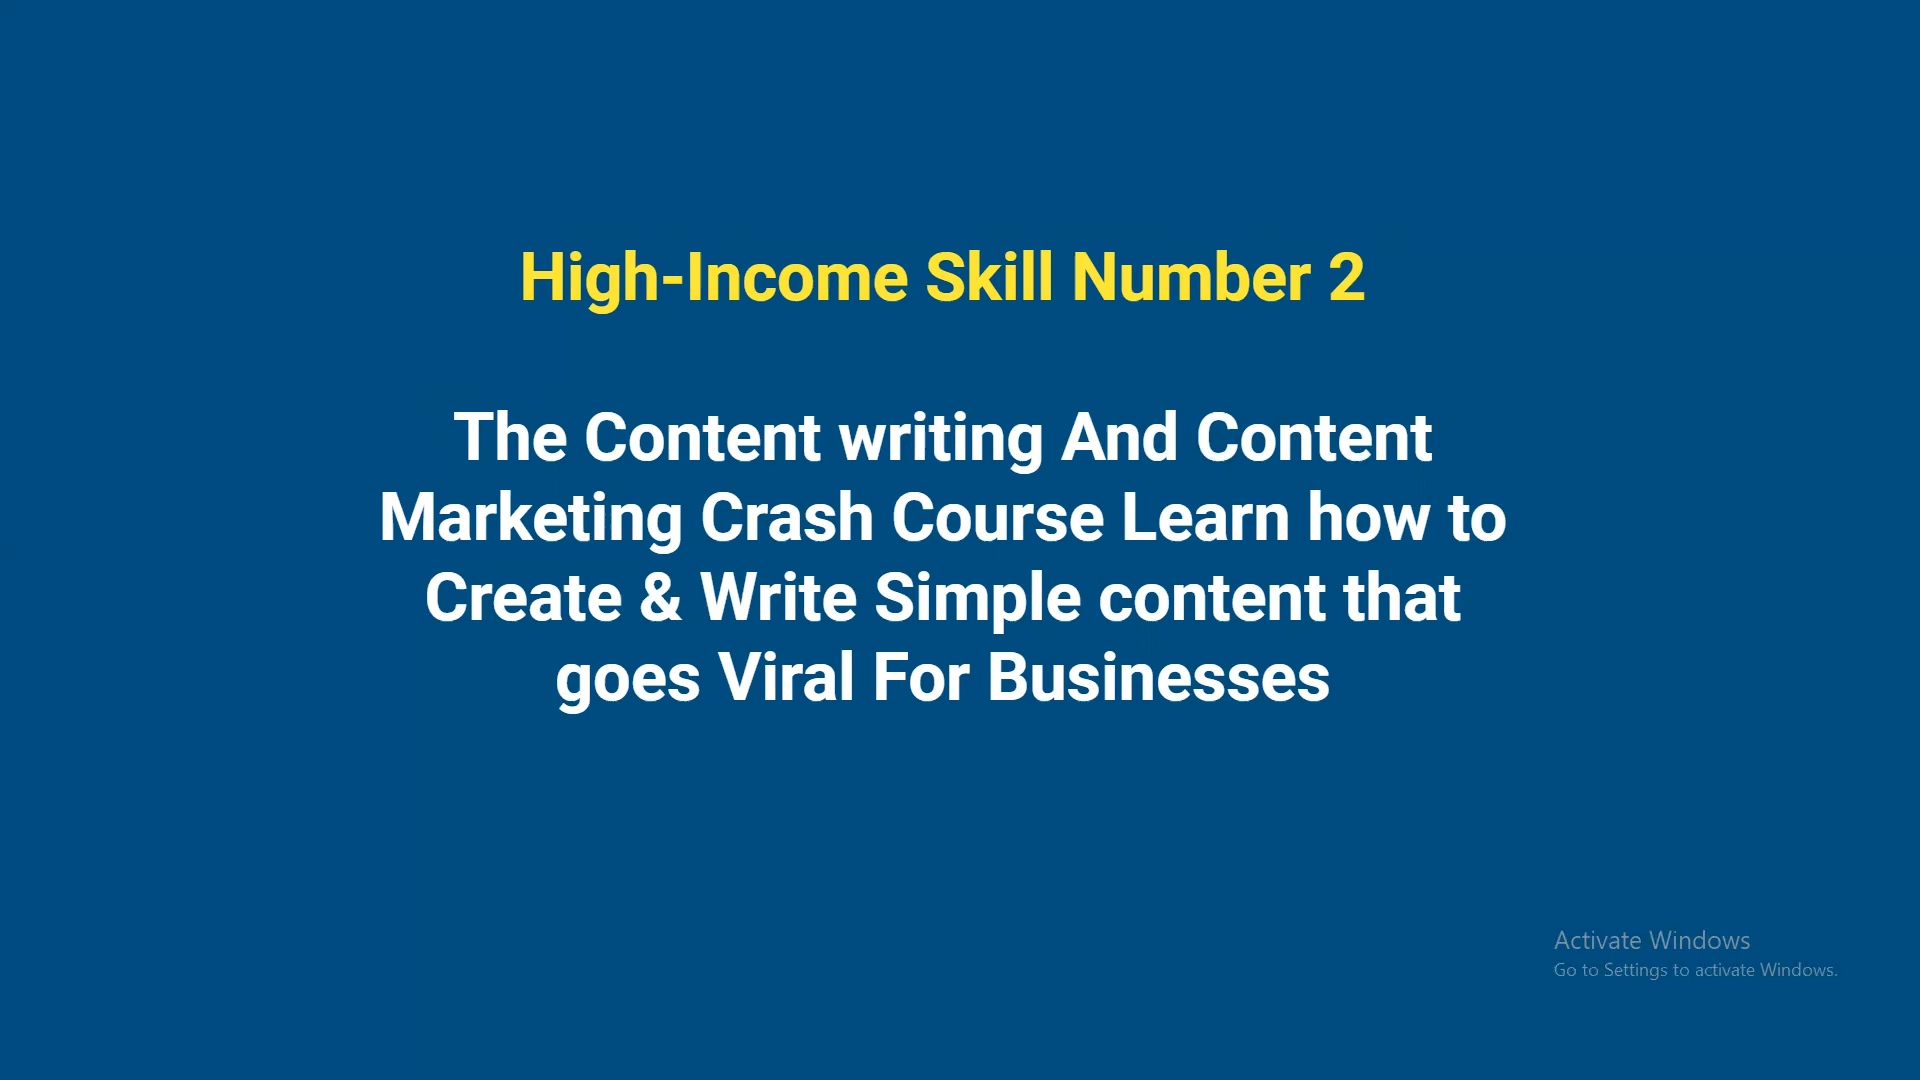 High-Income Skill Number 2
The Content writing And Content
Marketing Crash Course Learn how to
Create & Write Simple content that
goes Viral For Businesses
Activate Windows
Go to Settings to activate Windows.